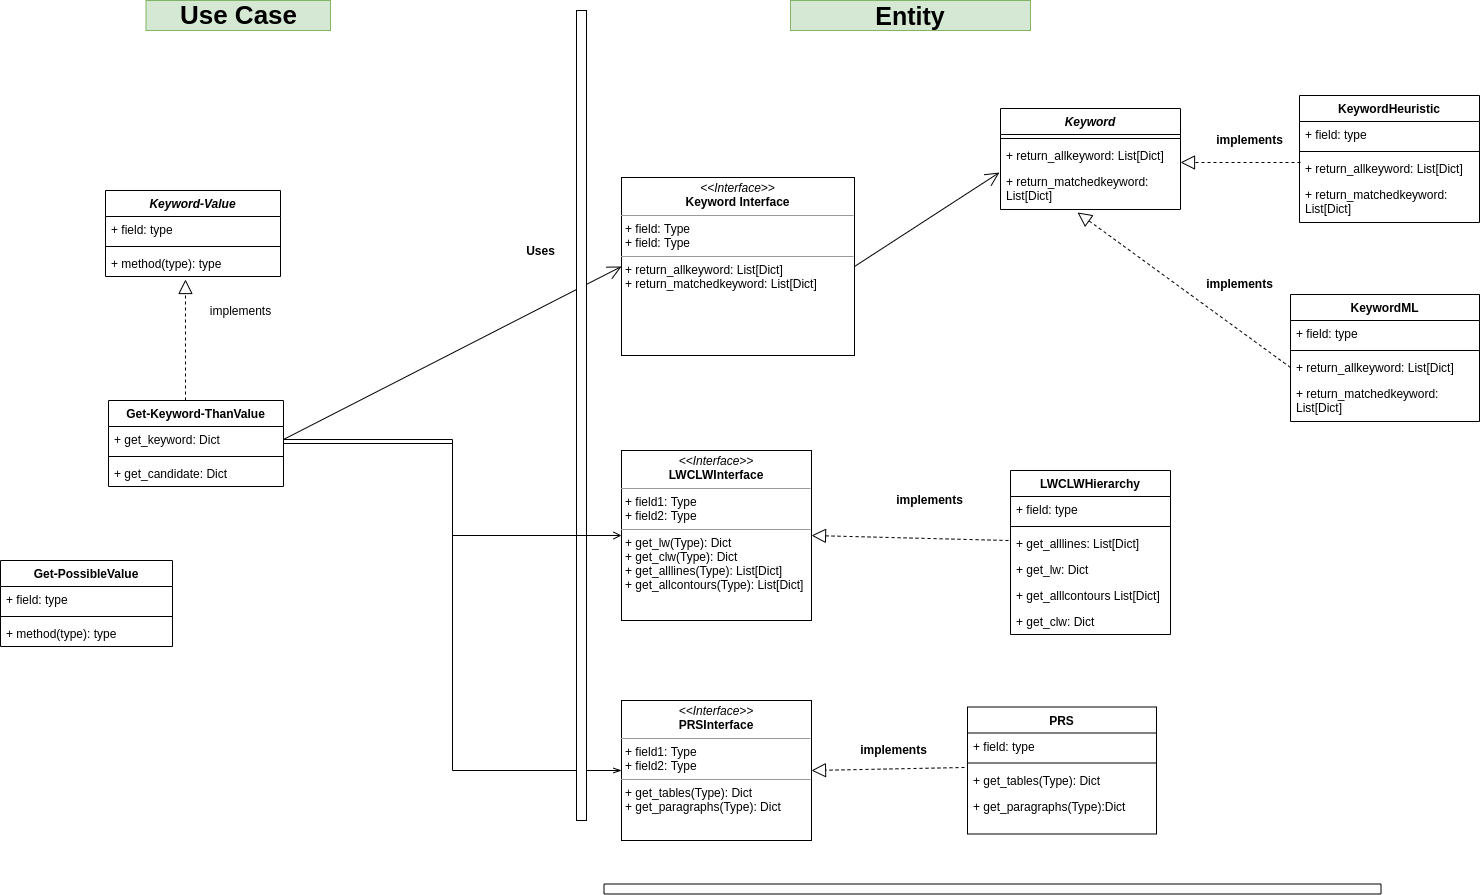 Use Case
Entity
Keyword-Value
+ field: type
+ method(type): type
implements
Get-Keyword-ThanValue
+ get_keyword: Dict
+ get_candidate: Dict
Get-PossibleValue
+ field: type
+ method(type): type
Uses
<<Interface>>
Keyword Interface
+ field: Type
+ field: Type
+ return_allkeyword: List[Dict]
+ return_matchedkeyword: List[Dict]
Keyword
+ return_allkeyword: List[Dict]
+ return_matchedkeyword:
List[Dict]
implements
KeywordHeuristic
+ field: type
+ return_allkeyword: List[Dict]
+ return_matchedkeyword:
List[Dict]
implements
KeywordML
+ field: type
+ return_allkeyword: List[Dict]
+ return_matchedkeyword:
List[Dict]
<<Interface>>
LWCLWInterface
+ field1: Type
+ field2: Type
+ get_lw(Type): Dict
+ get_clw(Type): Dict
+ get_alllines(Type): List[Dict]
+ get_allcontours(Type): List[Dict]
implements
LWCLWHierarchy
+ field: type
+ get_alllines: List[Dict]
+ get_lw: Dict
+ get_alllcontours List[Dict]
+ get_clw: Dict
<<Interface>>
PRSInterface
+ field1: Type
+ field2: Type
+ get_tables(Type): Dict
+ get_paragraphs(Type): Dict
implements
PRS
+ field: type
+ get_tables(Type): Dict
+ get_paragraphs(Type):Dict